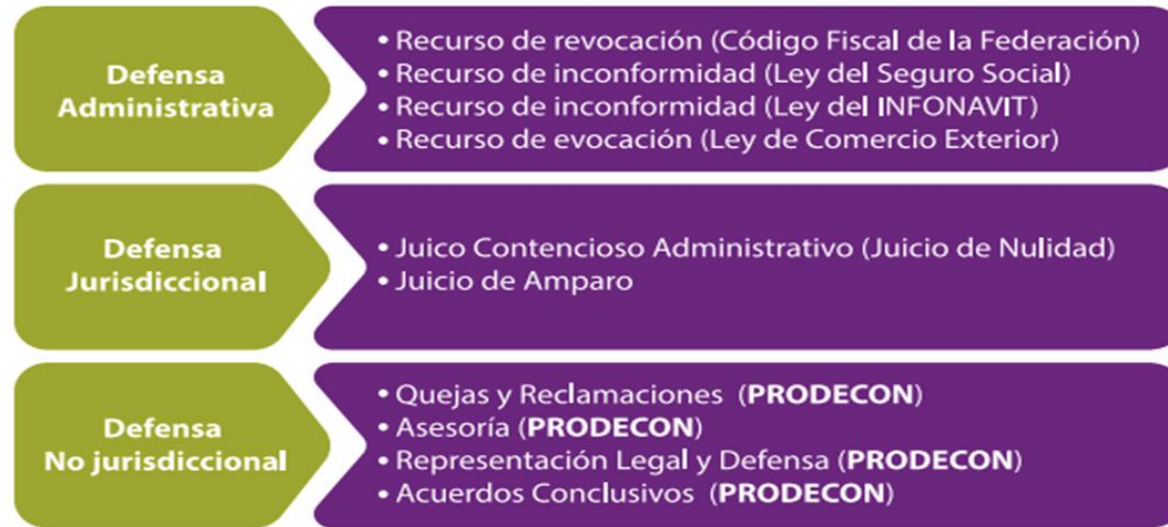 Defensa
Administrativa
• Recurso de revocación (Código Fiscal de la Federación)
• Recurso de inconformidad (Ley del Seguro Social)
• Recurso de inconformidad (Ley del INFONAVIT)
• Recurso de evocación (Ley de Comercio Exterior)
Defensa
Jurisdiccional
• Juico Contencioso Administrativo (Juicio de Nulidad)
• Juicio de Amparo
Defensa
No jurisdiccional
• Quejas y Reclamaciones (PRODECON)
• Asesoría (PRODECON)
• Representación Legal y Defensa (PRODECON)
• Acuerdos Conclusivos (PRODECON)